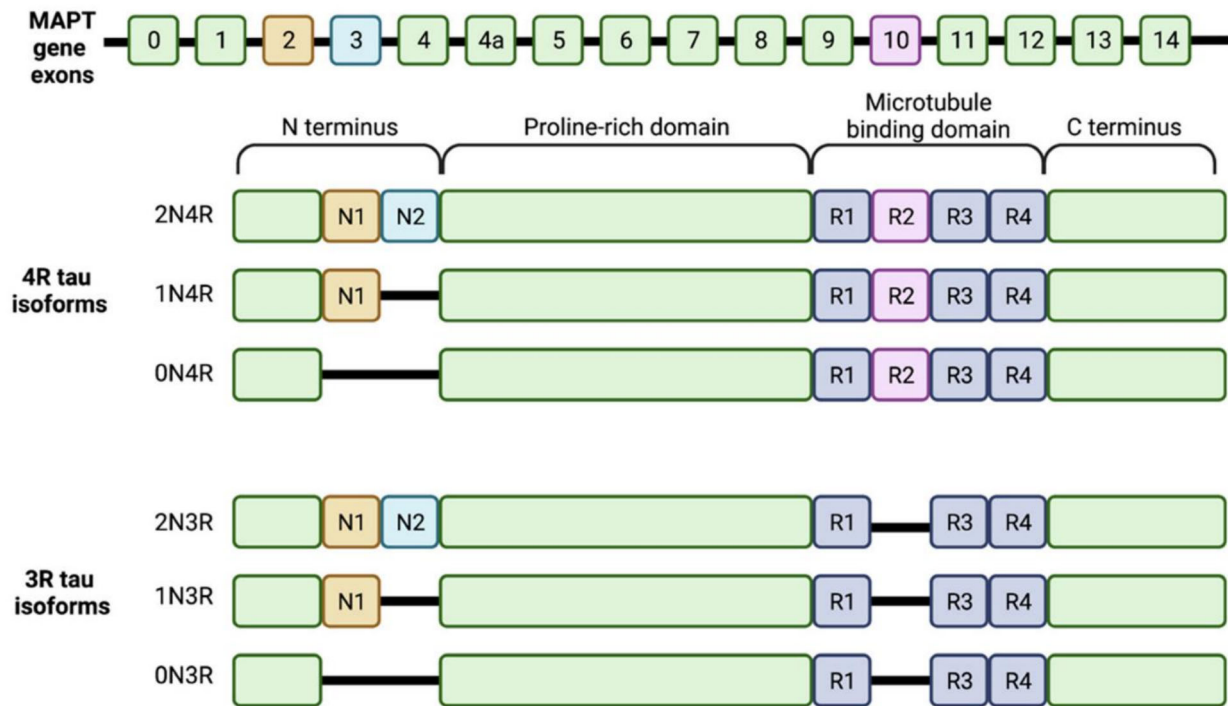 MAPT
gene
exons
0 1 2 3 4 4a 5 6 7 8 9 10 11 12 13 14
N terminus
Proline-rich domain
Microtubule
binding domain
C terminus
4R tau
isoforms
2N4R N1 N2 R1 R2 R3 R4
1N4R N1 R1 R2 R3 R4
0N4R R1 R2 R3 R4
3R tau
isoforms
2N3R N1 N2 R1 R3 R4
1N3R N1 R1 R3 R4
0N3R R1 R3 R4